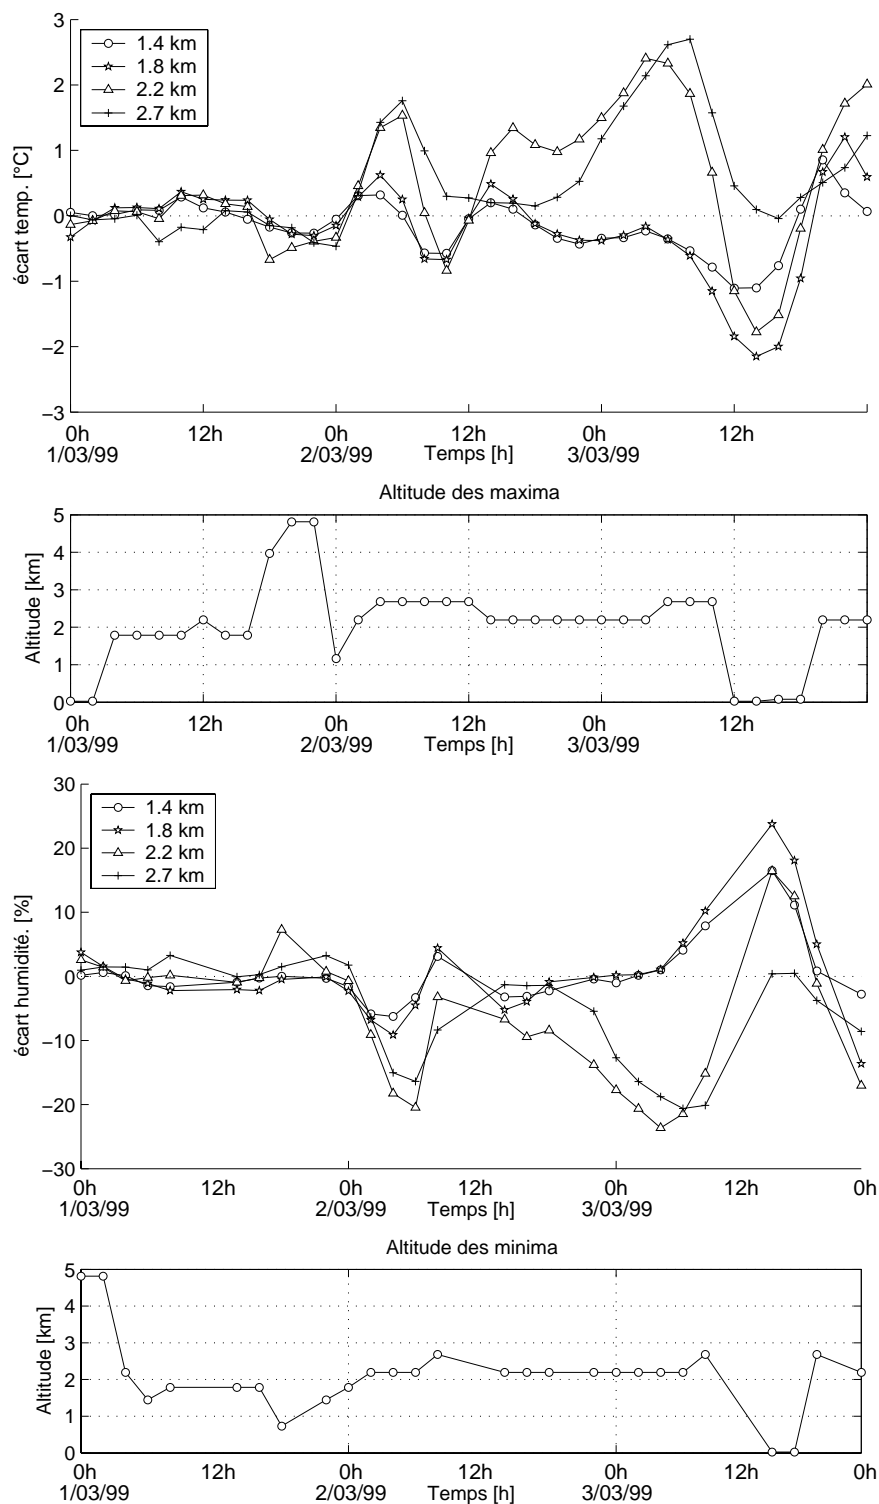 3
2
1
0
−1
−2
−3
écart temp. [°C]
1.4 km
1.8 km
2.2 km
2.7 km
0h 12h 0h 12h 0h 12h
1/03/99 2/03/99 Temps [h] 3/03/99
Altitude des maxima
5
4
3
2
1
0
Altitude [km]
0h 12h 0h 12h 0h 12h
1/03/99 2/03/99 Temps [h] 3/03/99
30
20
10
0
−10
−20
−30
écart humidité. [%]
1.4 km
1.8 km
2.2 km
2.7 km
0h 12h 0h 12h 0h 12h 0h
1/03/99 2/03/99 Temps [h] 3/03/99
Altitude des minima
5
4
3
2
1
0
Altitude [km]
0h 12h 0h 12h 0h 12h 0h
1/03/99 2/03/99 Temps [h] 3/03/99